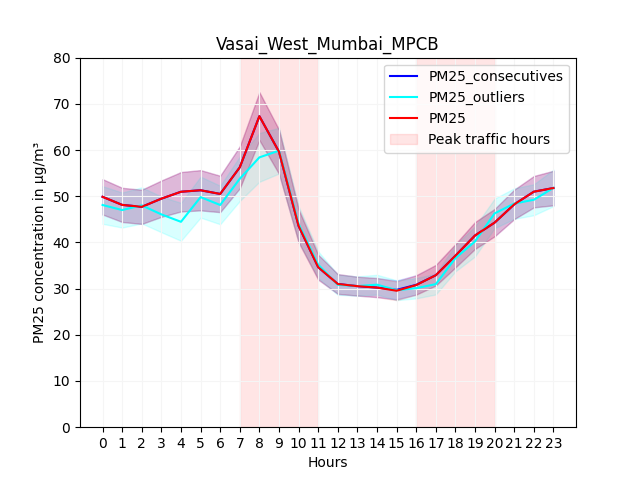 Vasai_West_Mumbai_MPCB
PM25 concentration in µg/m³
80
70
60
50
40
30
20
10
0
PM25_consecutives
PM25_outliers
PM25
Peak traffic hours
0 1 2 3 4 5 6 7 8 9 10 11 12 13 14 15 16 17 18 19 20 21 22 23
Hours